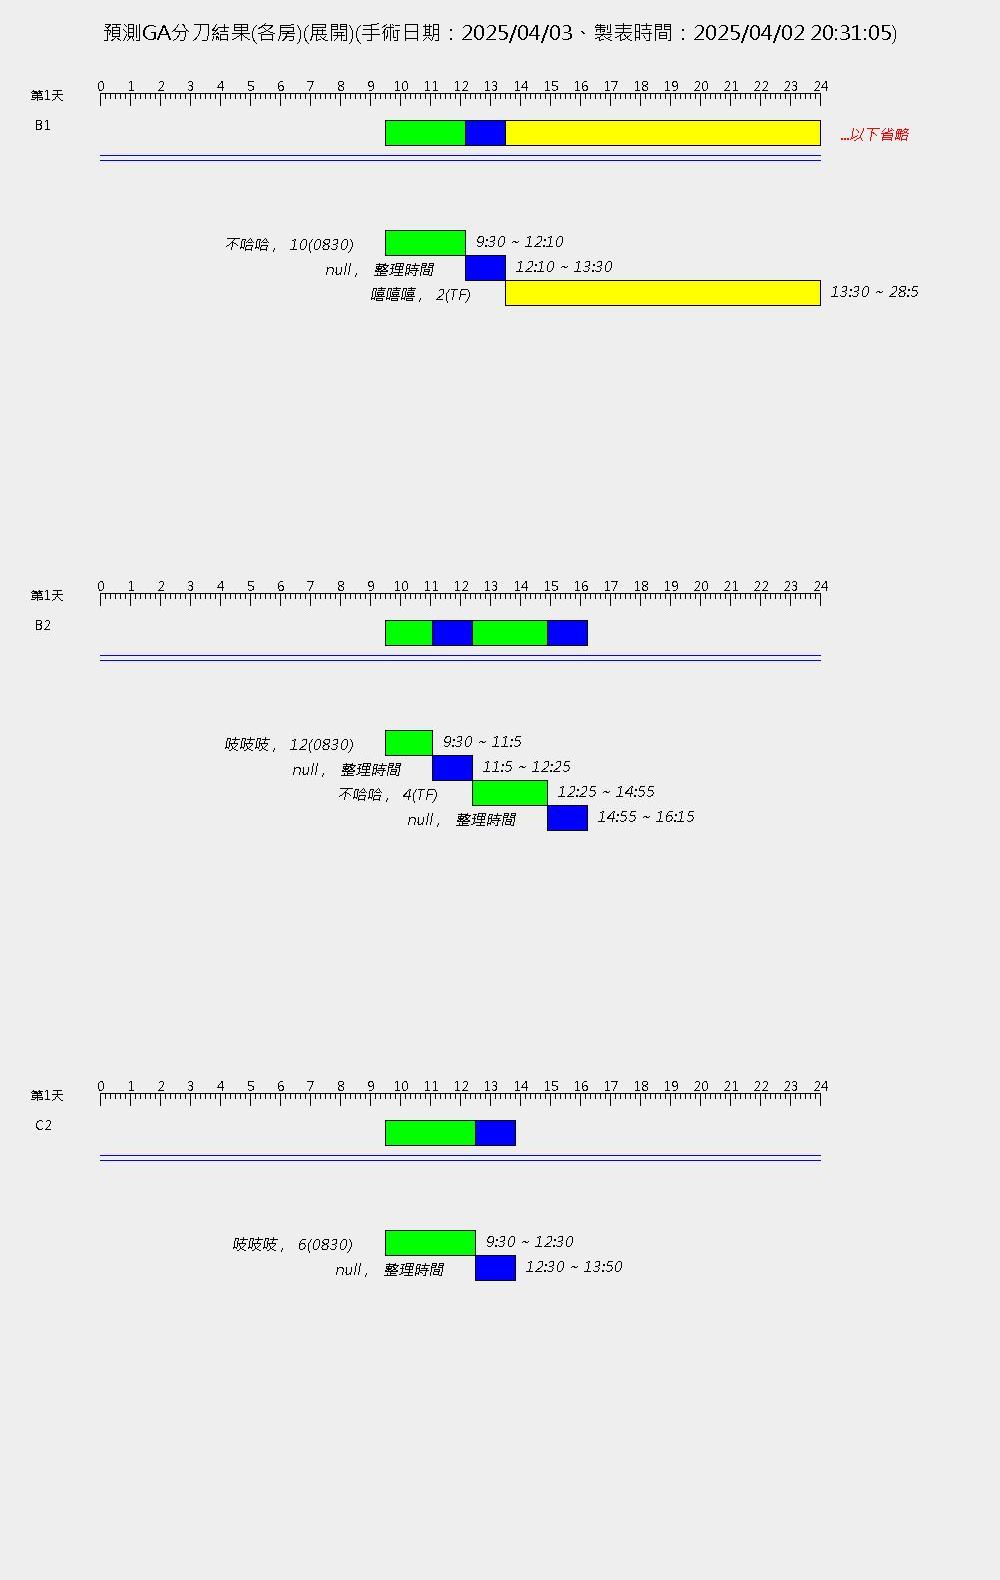 預測GA分刀結果(各房)(展開)(手術日期：2025/04/03、製表時間：2025/04/02 20:31:05)
第1天 0 1 2 3 4 5 6 7 8 9 10 11 12 13 14 15 16 17 18 19 20 21 22 23 24
B1 ...以下省略
不哈哈， 10(0830) 9:30 ~ 12:10
null， 整理時間 12:10 ~ 13:30
嘻嘻嘻， 2(TF) 13:30 ~ 28:5
第1天 0 1 2 3 4 5 6 7 8 9 10 11 12 13 14 15 16 17 18 19 20 21 22 23 24
B2
吱吱吱， 12(0830) 9:30 ~ 11:5
null， 整理時間 11:5 ~ 12:25
不哈哈， 4(TF) 12:25 ~ 14:55
null， 整理時間 14:55 ~ 16:15
第1天 0 1 2 3 4 5 6 7 8 9 10 11 12 13 14 15 16 17 18 19 20 21 22 23 24
C2
吱吱吱， 6(0830) 9:30 ~ 12:30
null， 整理時間 12:30 ~ 13:50